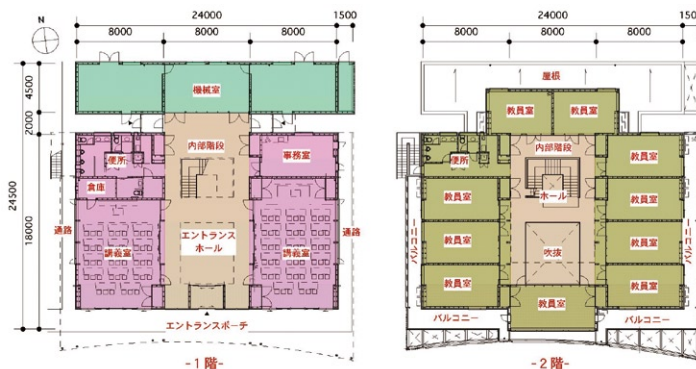 N
24000
1500
8000
8000
8000
4500
2000
18000
24500
機械室
内部階段
便所
事務室
倉庫
通路
講義室
エントランス
ホール
講義室
通路
エントランスポーチ
-1階-
24000
1500
8000
8000
8000
屋根
教員室
教員室
内部階段
便所
教員室
教員室
ホール
教員室
教員室
吹抜
教員室
バルコニー
バルコニー
教員室
教員室
教員室
バルコニー
バルコニー
-2階-